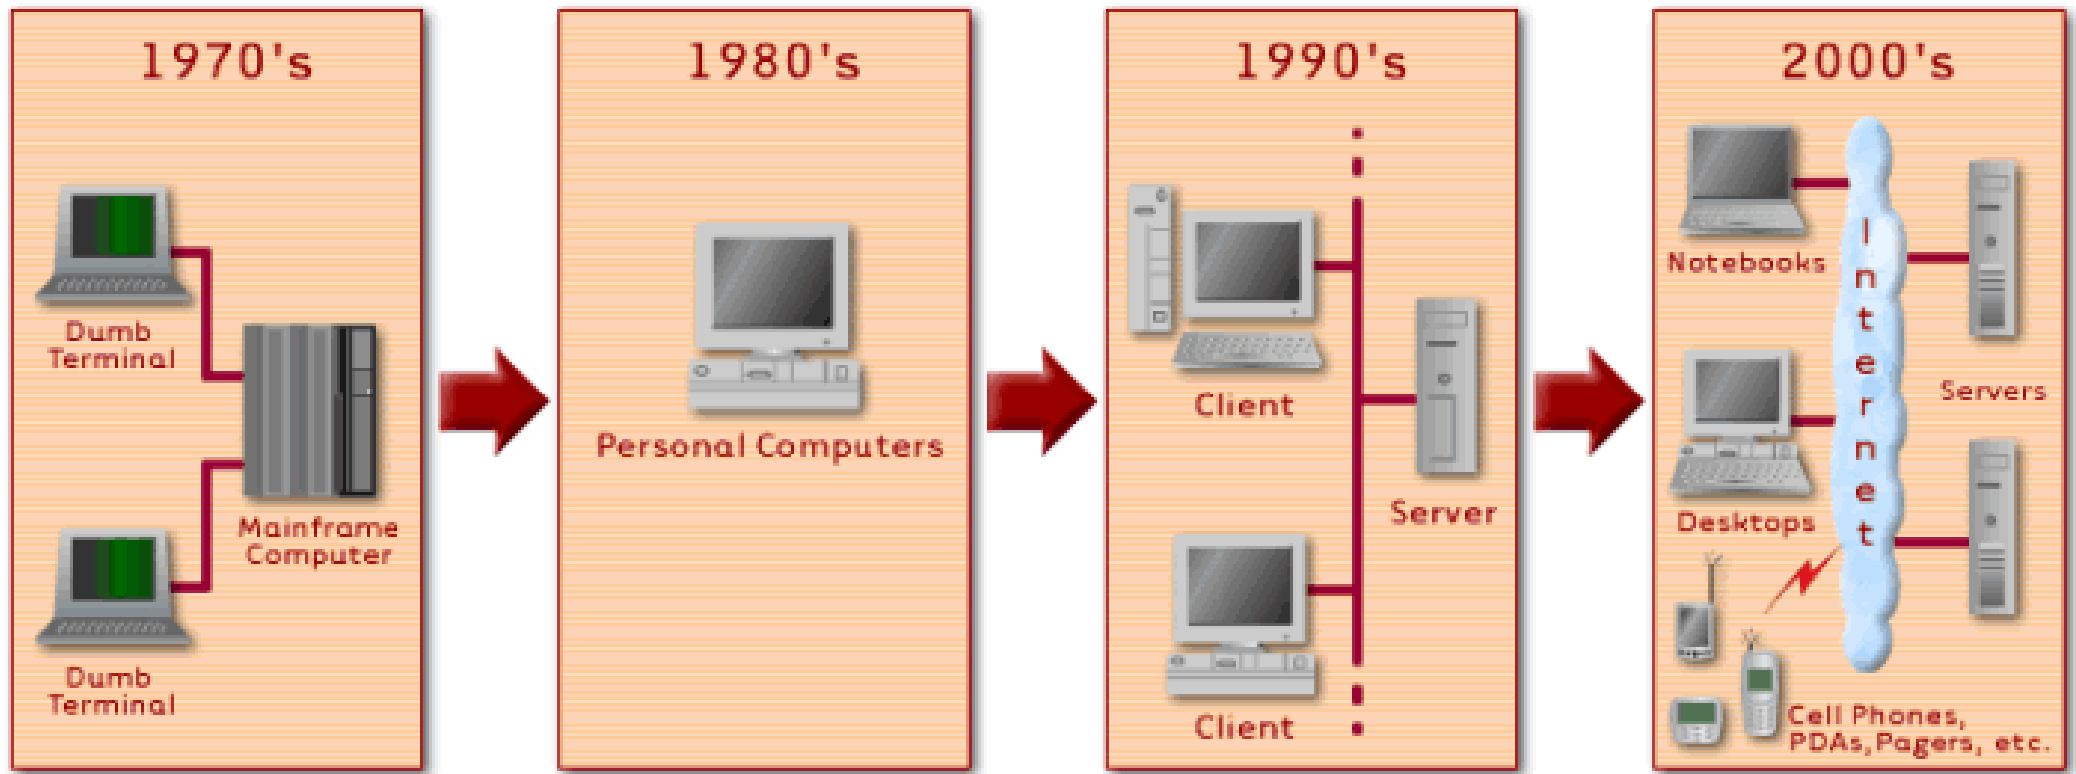 1970's
Dumb
Terminal
Mainframe
Computer
Dumb
Terminal
1980's
Personal Computers
1990's
Client
Server
Client
2000's
Notebooks
Internet
Servers
Desktops
Cell Phones,
PDAs, Pagers, etc.